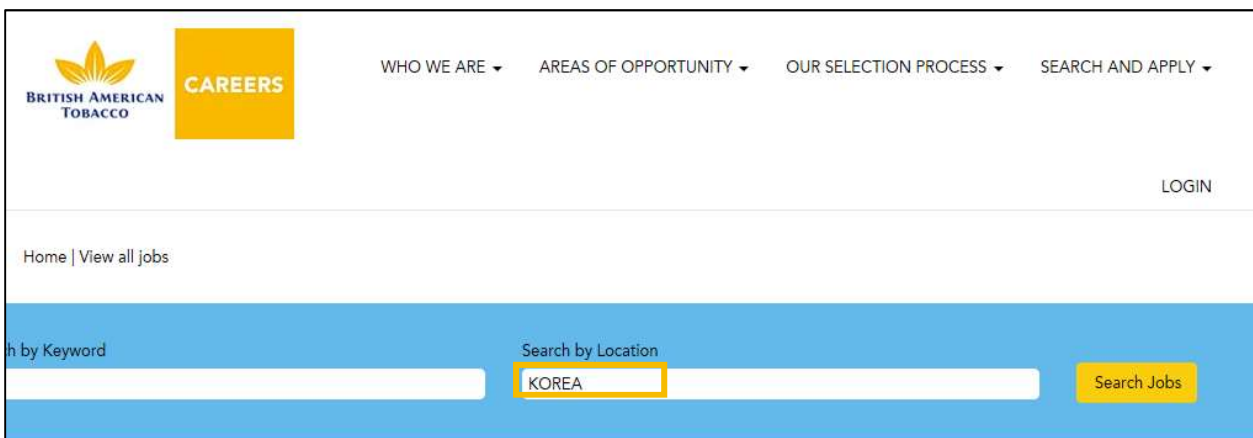 BRITISH AMERICAN
TOBACCO
CAREERS
WHO WE ARE
AREAS OF OPPORTUNITY
OUR SELECTION PROCESS
SEARCH AND APPLY
LOGIN
Home | View all jobs
h by Keyword
Search by Location
KOREA
Search Jobs